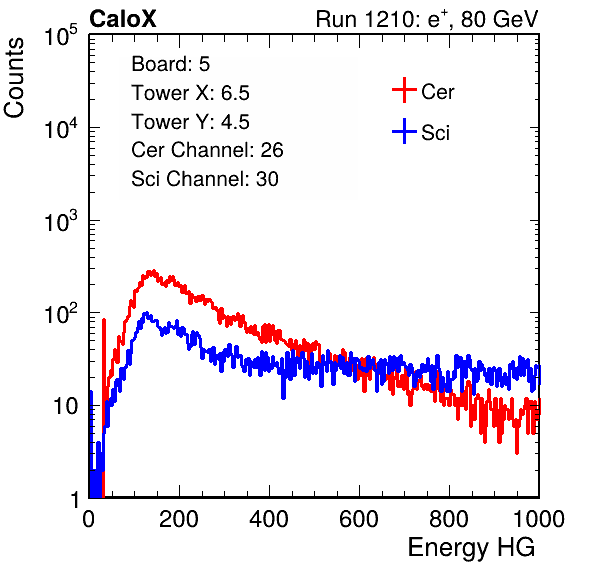 CaloX Run 1210: e⁺, 80 GeV
Board: 5
Tower X: 6.5
Tower Y: 4.5
Cer Channel: 26
Sci Channel: 30
Cer
Sci
Counts
10⁵
10⁴
10³
10²
10
1
0 200 400 600 800 1000
Energy HG